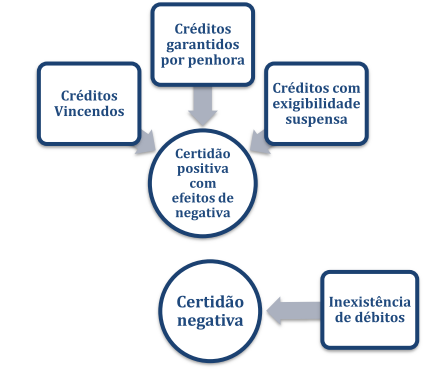 Créditos
garantidos
por penhora
Créditos
Vincendos
Créditos com
exigibilidade
suspensa
Certidão
positiva
com
efeitos de
negativa
Certidão
negativa
Inexistência
de débitos